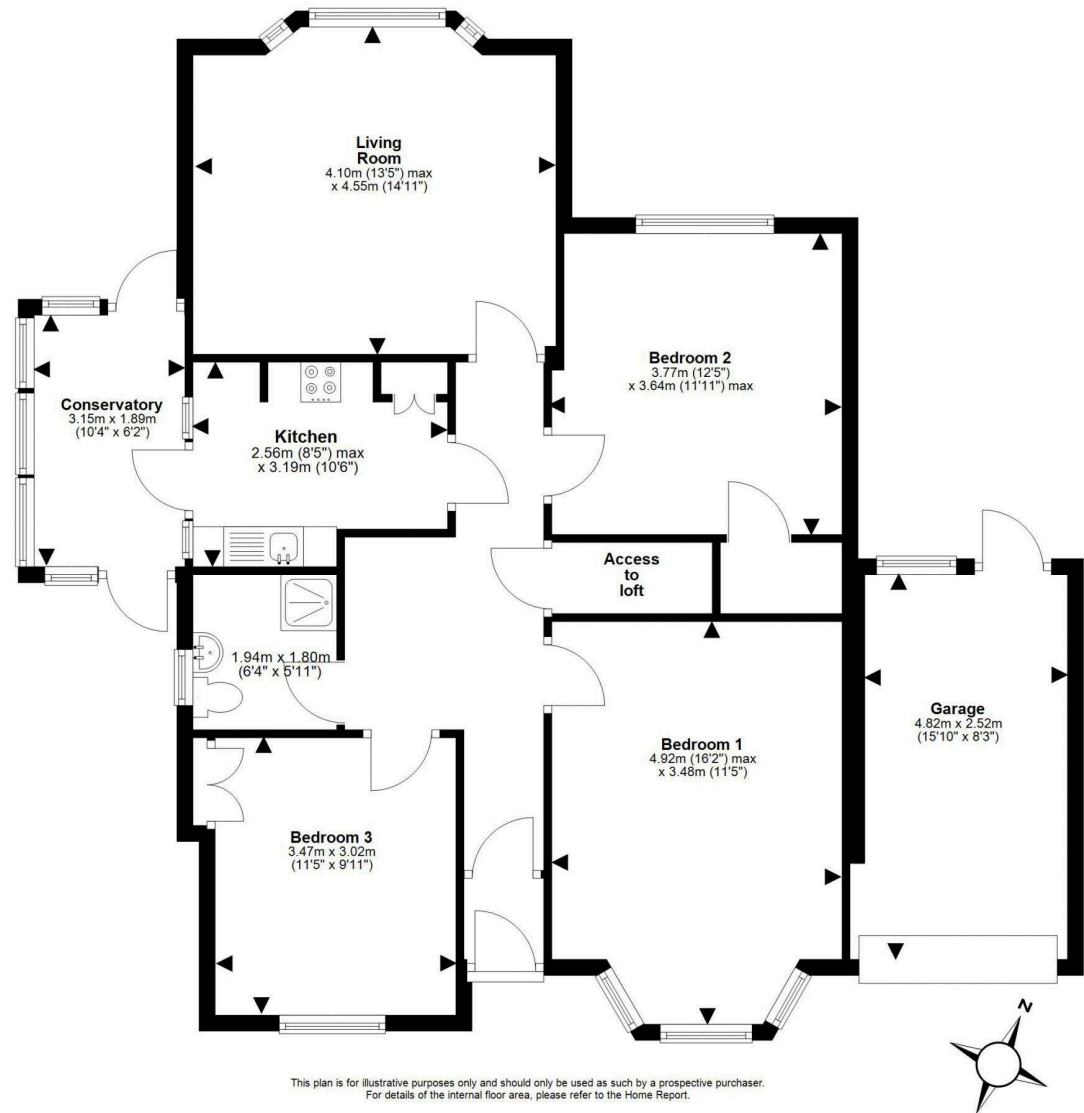 Living
Room
4.10m (13'5") max
x 4.55m (14'11")
Bedroom 2
3.77m (12'5")
x 3.64m (11'11") max
Conservatory
3.15m x 1.89m
(10'4" x 6'2")
Kitchen
2.56m (8'5") max
x 3.19m (10'6")
Access
to
loft
1.94m x 1.80m
(6'4" x 5'11")
Garage
4.82m x 2.52m
(15'10" x 8'3")
Bedroom 1
4.92m (16'2") max
x 3.48m (11'5")
Bedroom 3
3.47m x 3.02m
(11'5" x 9'11")
N
This plan is for illustrative purposes only and should only be used as such by a prospective purchaser.
For details of the internal floor area, please refer to the Home Report.